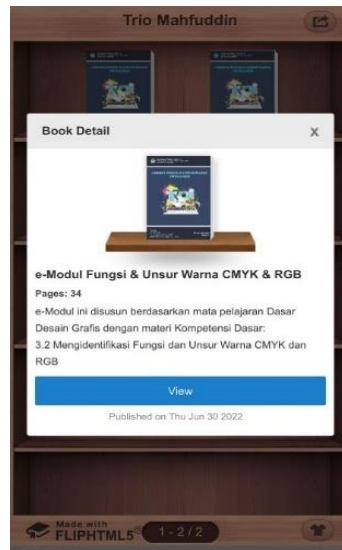 Trio Mahfuddin
Book Detail
x
e-Modul Fungsi & Unsur Warna CMYK & RGB
Pages: 34
e-Modul ini disusun berdasarkan mata pelajaran Dasar
Desain Grafis dengan materi Kompetensi Dasar:
3.2 Mengidentifikasi Fungsi dan Unsur Warna CMYK dan
RGB
View
Published on Thu Jun 30 2022
Made with
FLIPHTML5
1 - 2 / 2